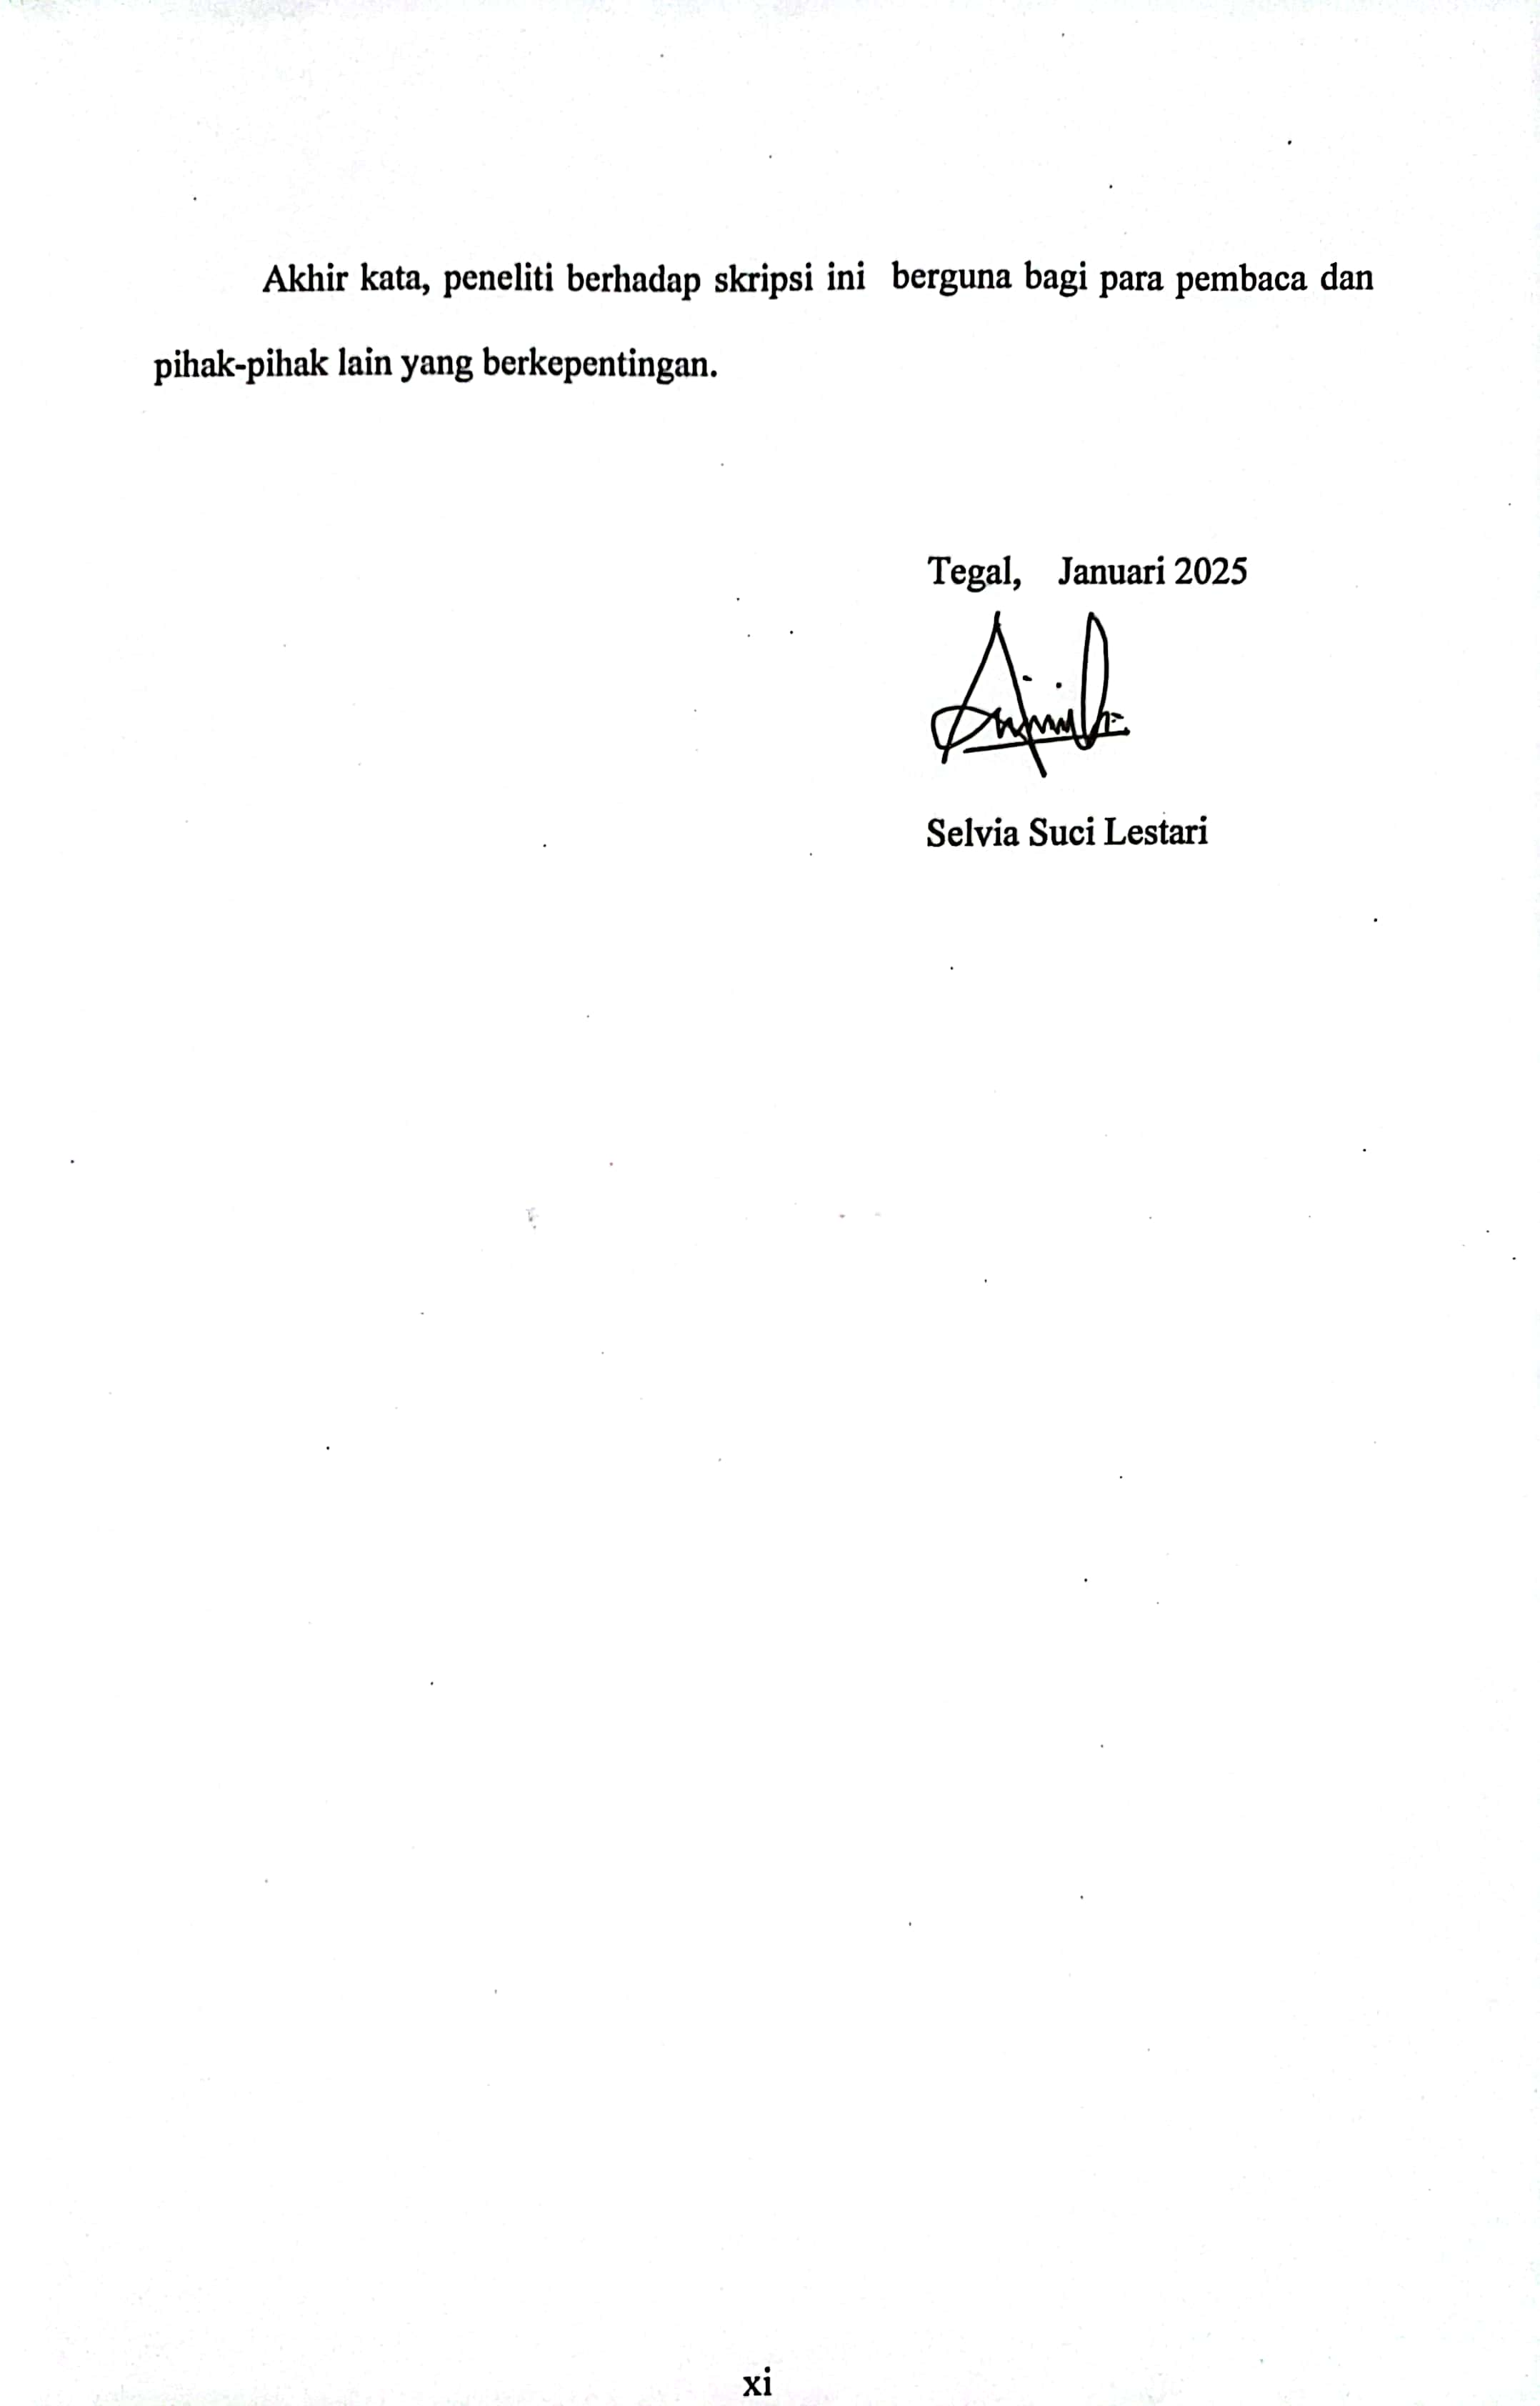 Akhir kata, peneliti berhadap skripsi ini berguna bagi para pembaca dan
pihak-pihak lain yang berkepentingan.
Tegal, Januari 2025
Selvia Suci Lestari
xi